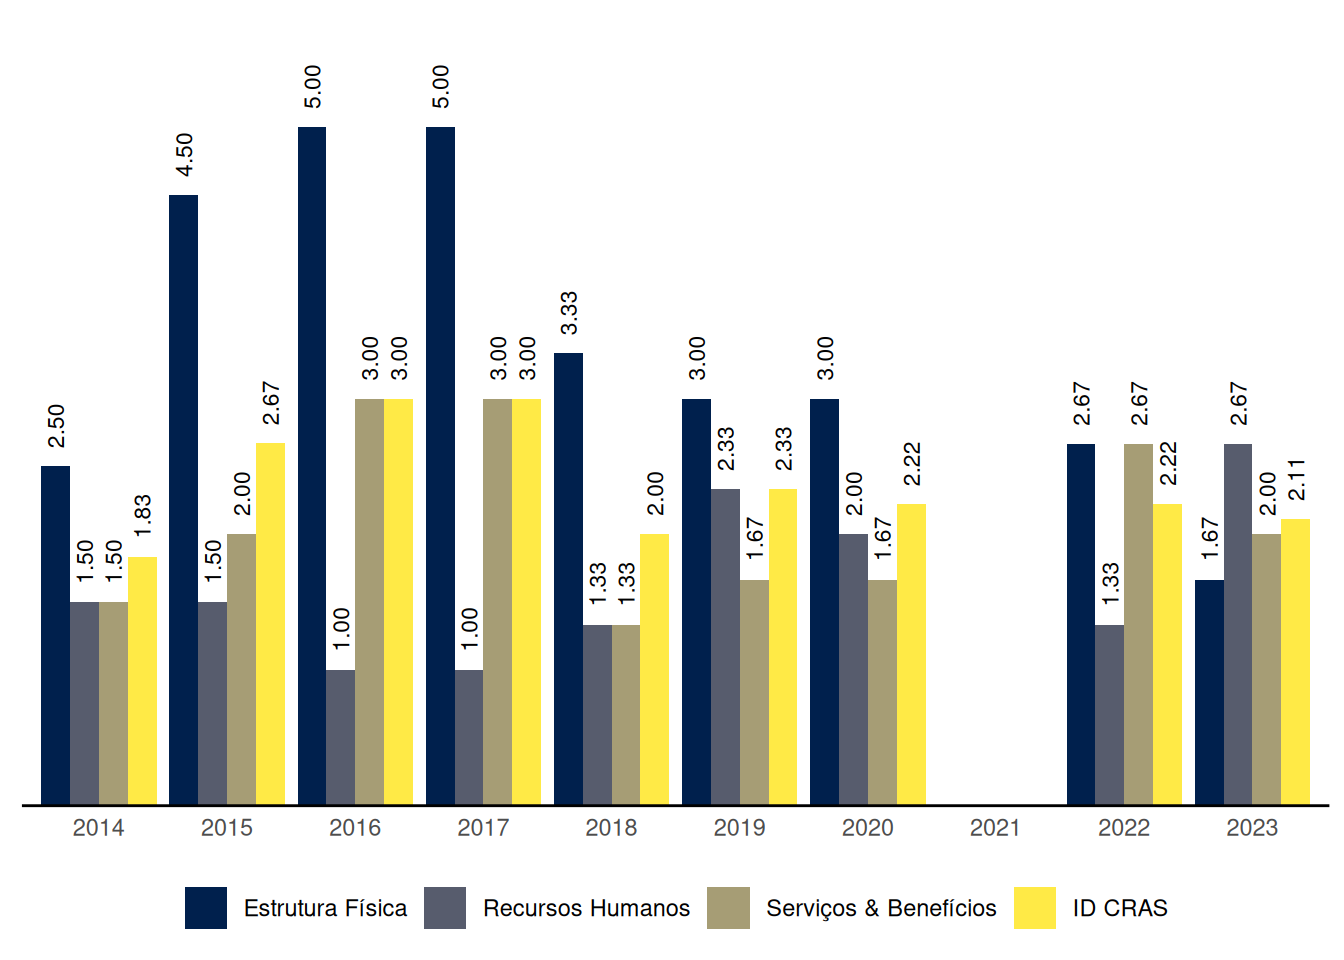 2.50 1.50 1.50 1.83
4.50 1.50 2.00 2.67
5.00 1.00 3.00 3.00
5.00 1.00 3.00 3.00
3.33 1.33 1.33 2.00
3.00 2.33 1.67 2.33
3.00 2.00 1.67 2.22
2.67 1.33 2.67 2.22
1.67 2.67 2.00 2.11
2014 2015 2016 2017 2018 2019 2020 2021 2022 2023
Estrutura Física Recursos Humanos Serviços & Benefícios ID CRAS